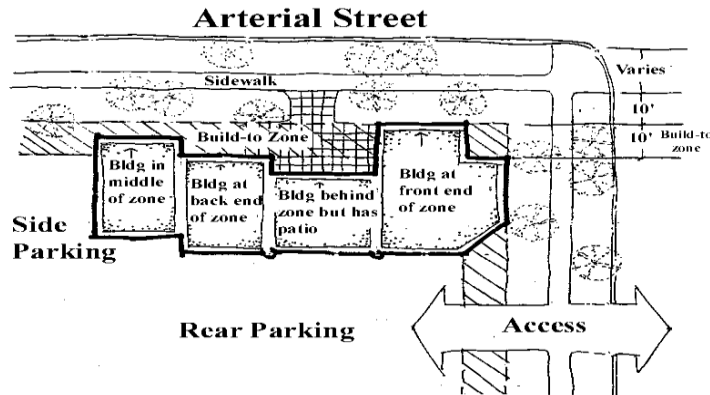 Arterial Street
Sidewalk
Varies
10'
Build-to Zone
10' Build-to
zone
Bldg in
middle
of zone
Bldg at
back end
of zone
Bldg behind
zone but has
patio
Bldg at
front end
of zone
Side
Parking
Rear Parking
Access